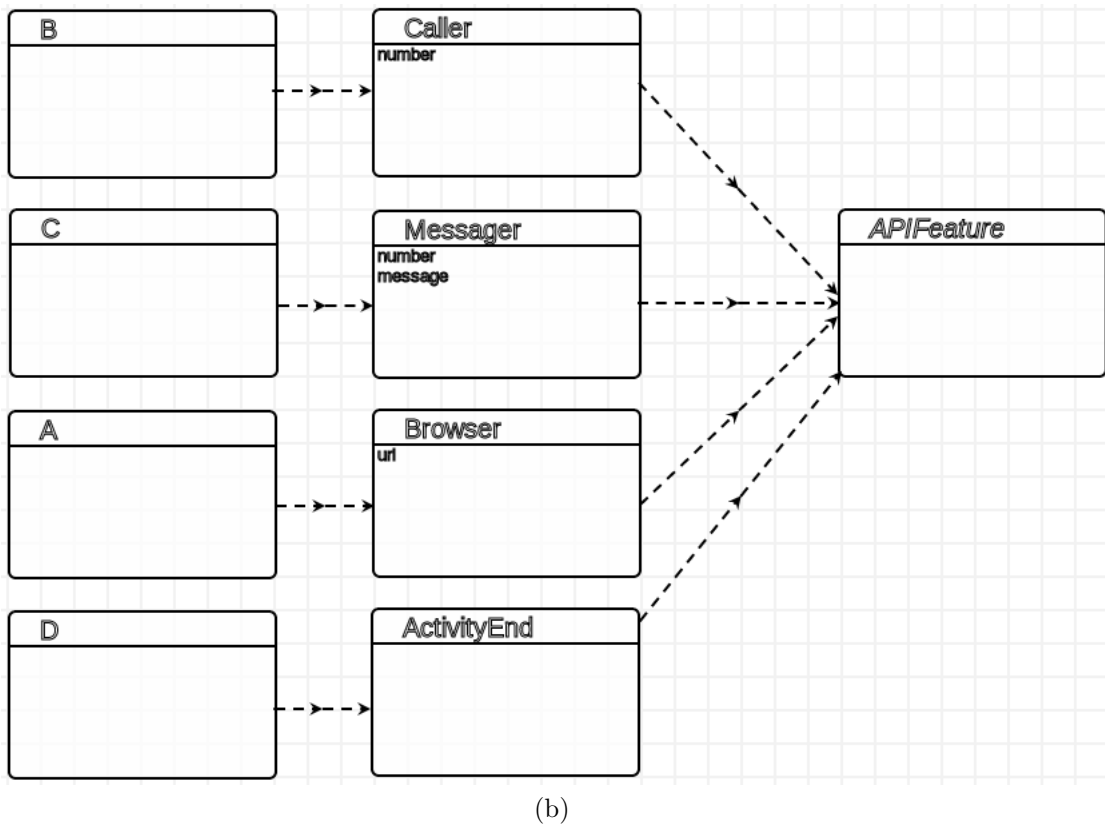 B
Caller
number
C
Messager
number
message
APIFeature
A
Browser
url
D
ActivityEnd
(b)